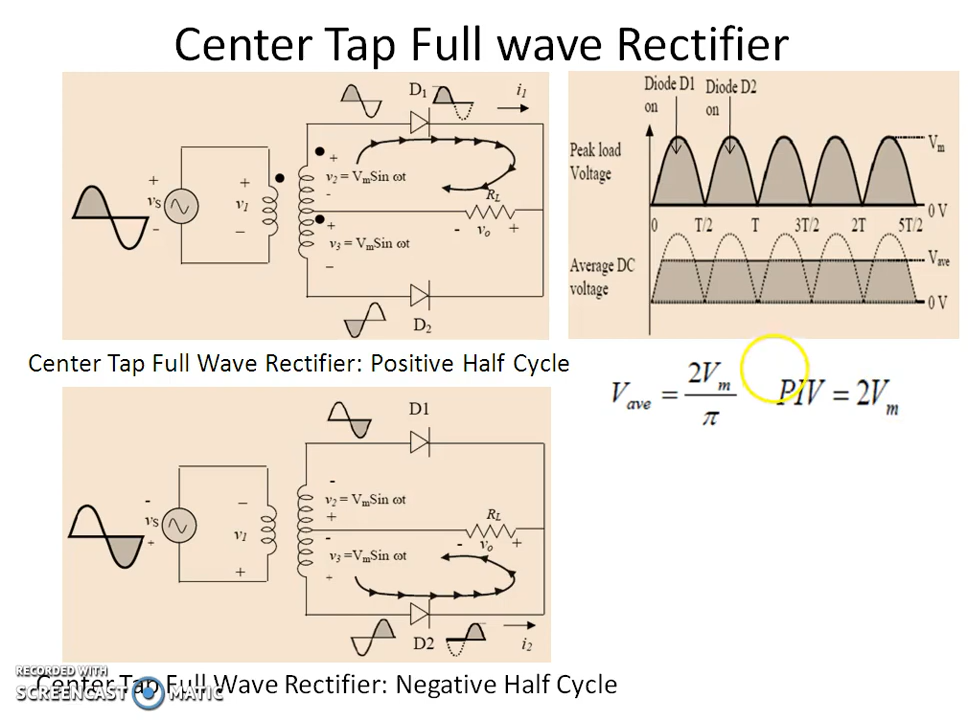 Center Tap Full wave Rectifier
D1
i1
+
v2 = VmSin ωt
-
+
vS
-
+
v1
−
RL
- vo +
+
v3 = VmSin ωt
−
D2
Center Tap Full Wave Rectifier: Positive Half Cycle
Diode D1 on
Diode D2 on
Peak load Voltage
Vm
0 V
0 T/2 T 3T/2 2T 5T/2
Average DC voltage
Vave
0 V
Vave = 2Vm/π
PIV = 2Vm
D1
-
v2 = VmSin ωt
+
-
vS
+
−
v1
+
RL
- vo +
-
v3 =VmSin ωt
+
D2
i2
Center Tap Full Wave Rectifier: Negative Half Cycle
RECORDED WITH
SCREENCAST MATIC